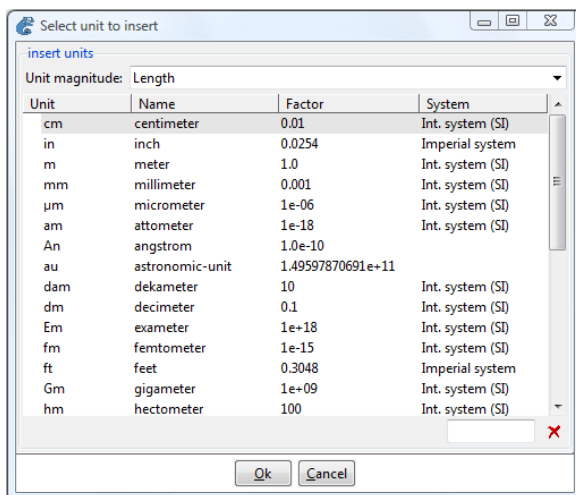 Select unit to insert
insert units
Unit magnitude: Length
Unit Name Factor System
cm centimeter 0.01 Int. system (SI)
in inch 0.0254 Imperial system
m meter 1.0 Int. system (SI)
mm millimeter 0.001 Int. system (SI)
µm micrometer 1e-06 Int. system (SI)
am attometer 1e-18 Int. system (SI)
An angstrom 1.0e-10
au astronomic-unit 1.49597870691e+11
dam dekameter 10 Int. system (SI)
dm decimeter 0.1 Int. system (SI)
Em exameter 1e+18 Int. system (SI)
fm femtometer 1e-15 Int. system (SI)
ft feet 0.3048 Imperial system
Gm gigameter 1e+09 Int. system (SI)
hm hectometer 100 Int. system (SI)
Ok Cancel